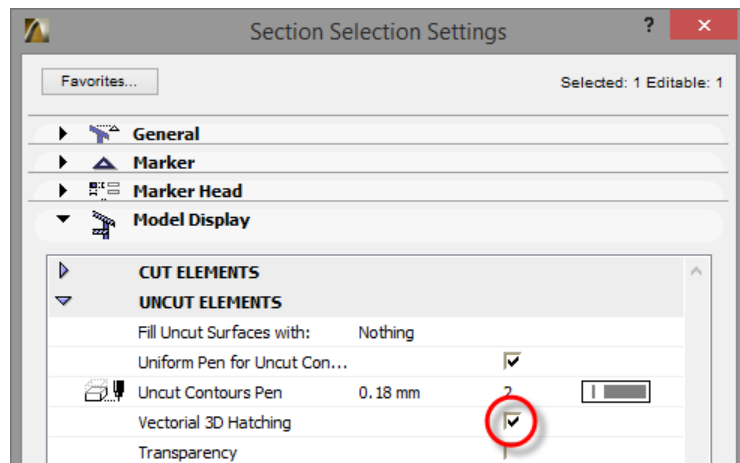 Section Selection Settings ? ×
Favorites... Selected: 1 Editable: 1
General
Marker
Marker Head
Model Display
CUT ELEMENTS
UNCUT ELEMENTS
Fill Uncut Surfaces with: Nothing
Uniform Pen for Uncut Con...
Uncut Contours Pen 0.18 mm 2
Vectorial 3D Hatching
Transparency